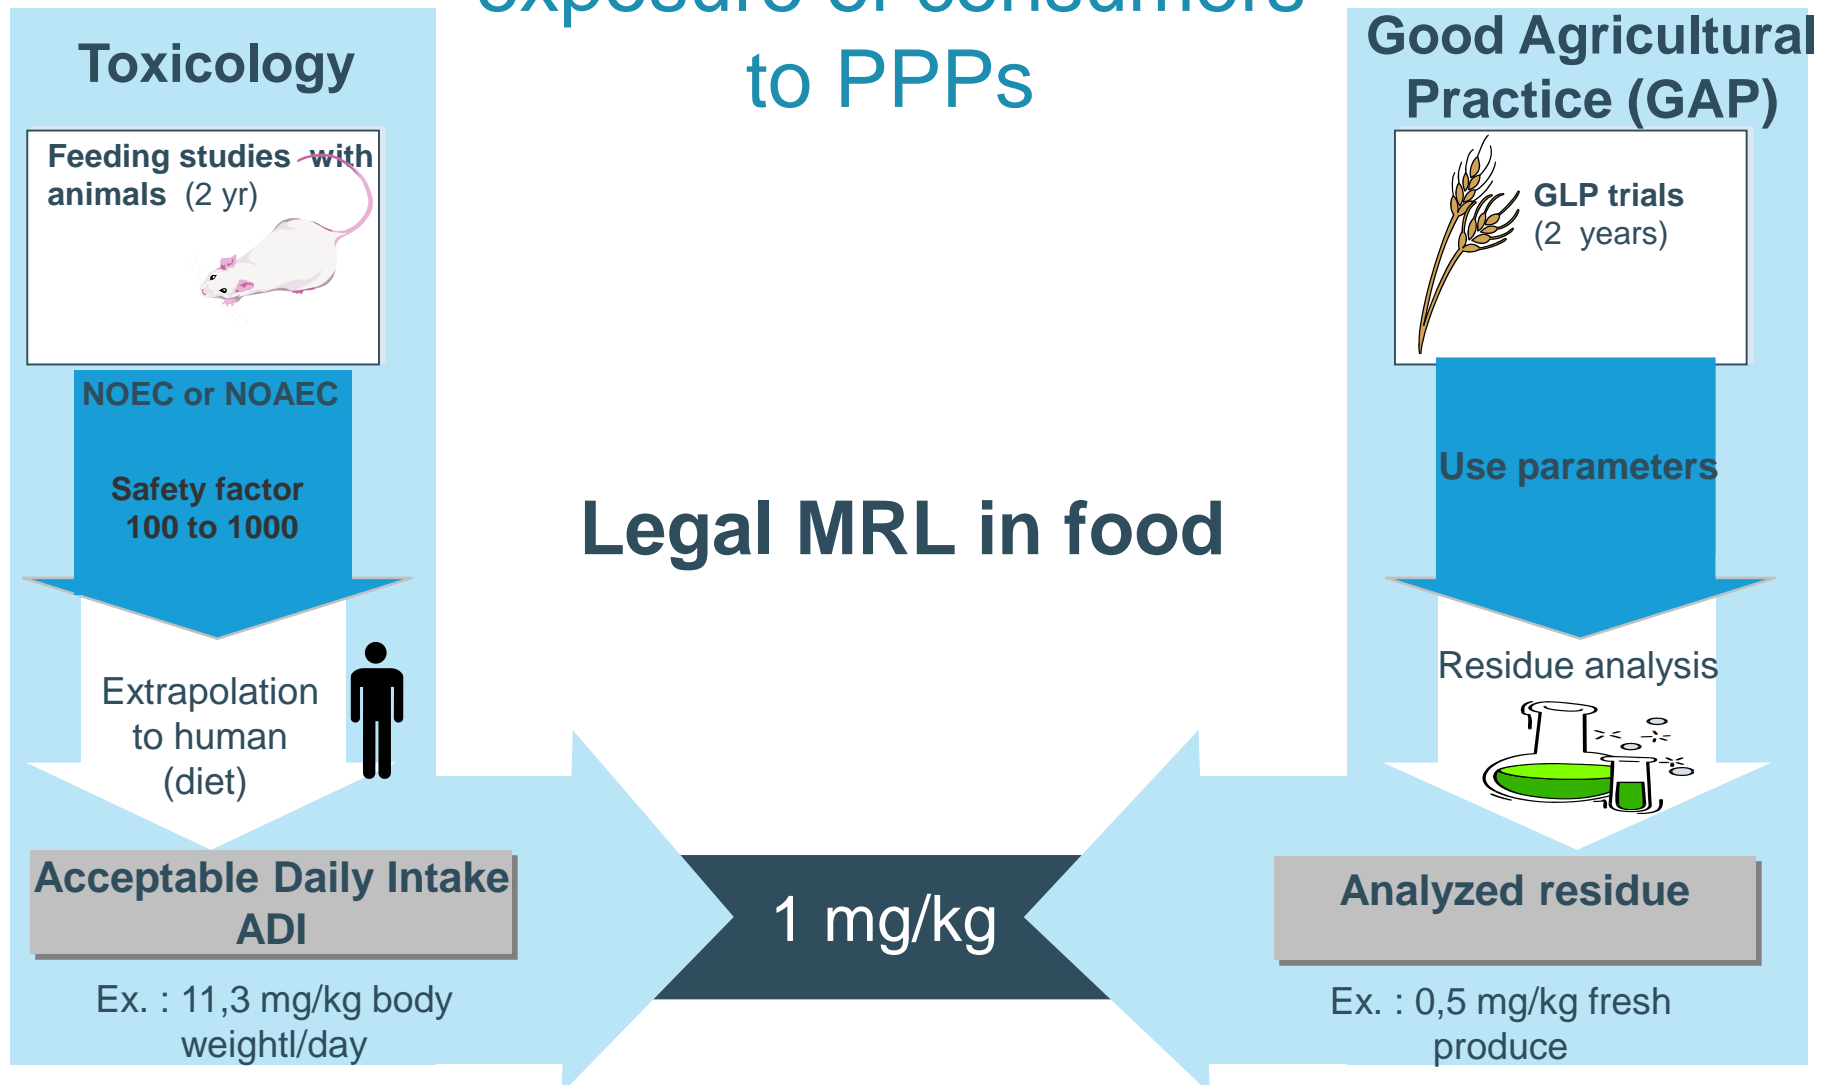 exposure of consumers
to PPPs
Toxicology
Feeding studies with
animals (2 yr)
NOEC or NOAEC
Safety factor
100 to 1000
Extrapolation
to human
(diet)
Acceptable Daily Intake
ADI
Ex. : 11,3 mg/kg body
weightl/day
Legal MRL in food
1 mg/kg
Good Agricultural
Practice (GAP)
GLP trials
(2 years)
Use parameters
Residue analysis
Analyzed residue
Ex. : 0,5 mg/kg fresh
produce